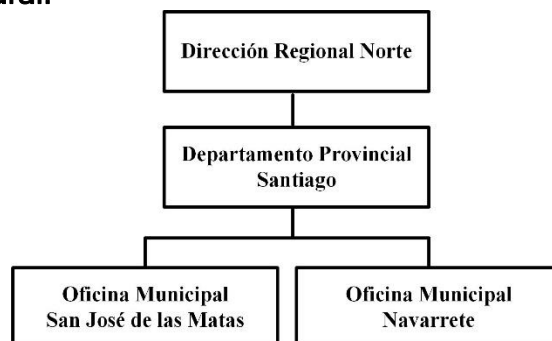 Dirección Regional Norte
Departamento Provincial
Santiago
Oficina Municipal
San José de las Matas
Oficina Municipal
Navarrete